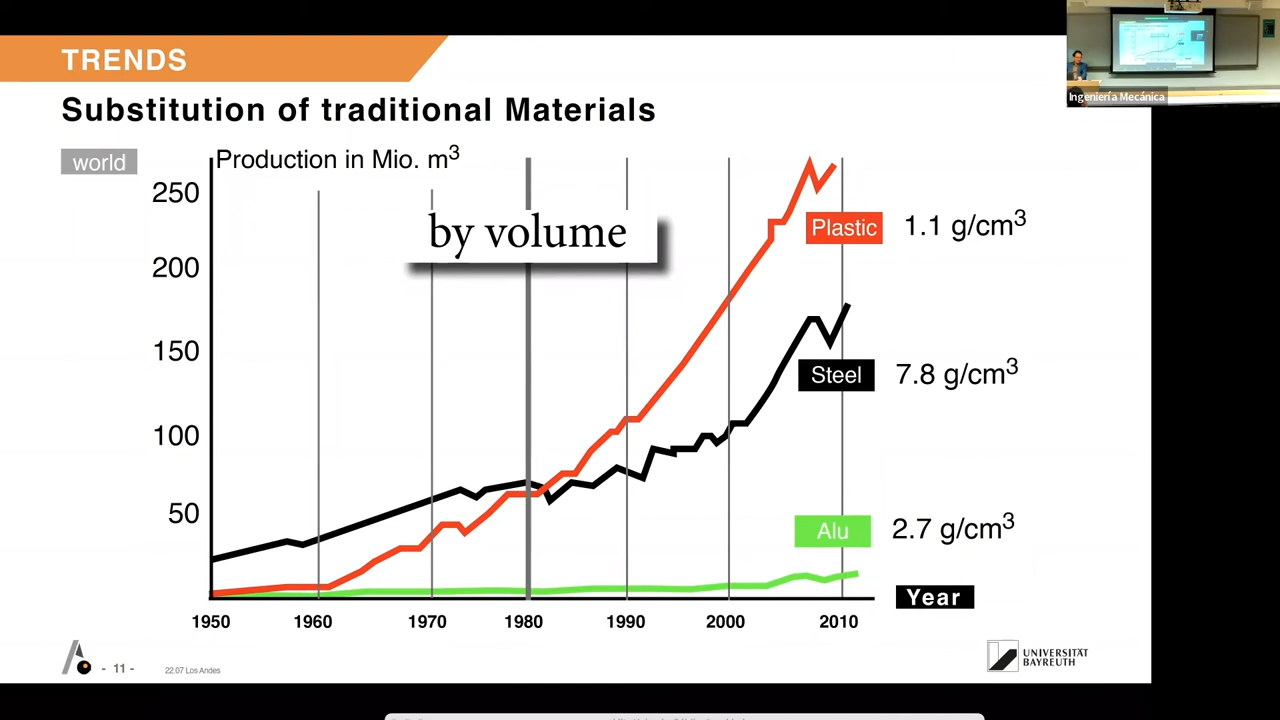 TRENDS
Ingeniería Mecánica
Substitution of traditional Materials
world
Production in Mio. m³
by volume
250
200
150
100
50
Plastic 1.1 g/cm³
Steel 7.8 g/cm³
Alu 2.7 g/cm³
Year
1950 1960 1970 1980 1990 2000 2010
- 11 -
22.07 Los Andes
UNIVERSITÄT
BAYREUTH